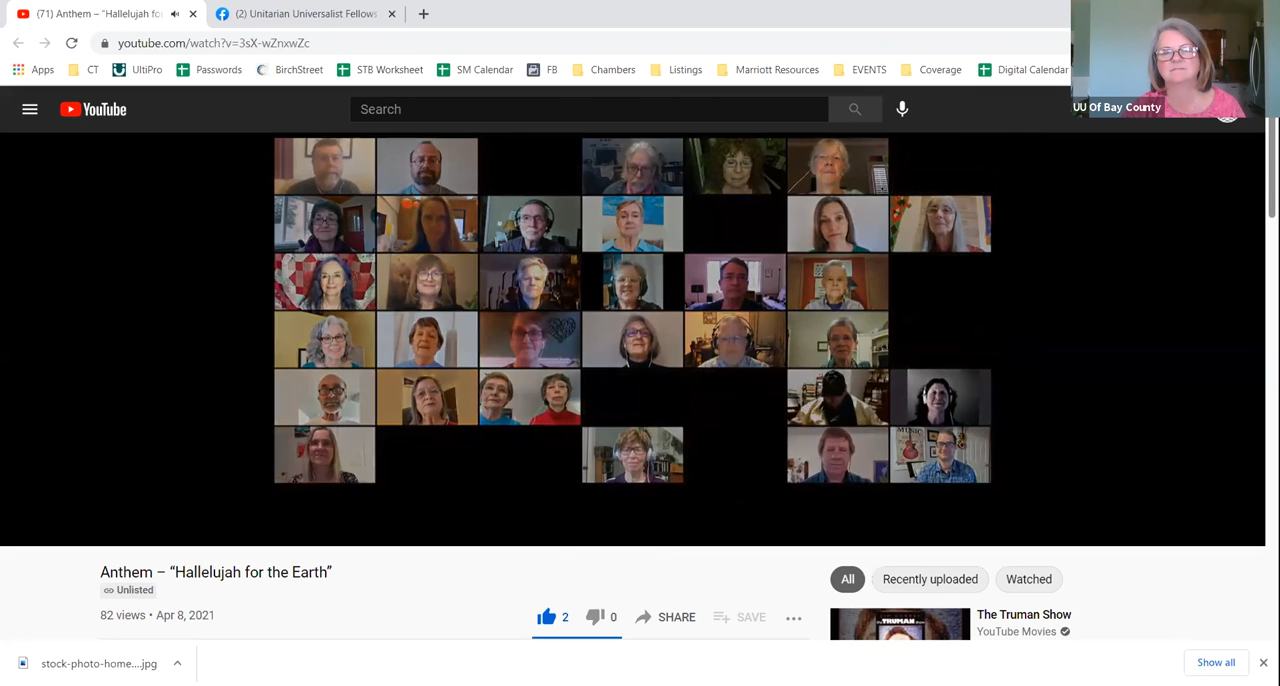 (71) Anthem – “Hallelujah for
(2) Unitarian Universalist Fellows
youtube.com/watch?v=3sX-wZnxwZc
Apps CT UltiPro Passwords BirchStreet STB Worksheet SM Calendar FB Chambers Listings Marriott Resources EVENTS Coverage Digital Calendar
UU Of Bay County
YouTube
Search
MUSIC
Anthem – “Hallelujah for the Earth”
Unlisted
82 views • Apr 8, 2021
2 0 SHARE SAVE
All Recently uploaded Watched
TRUMAN
The Truman Show
YouTube Movies
stock-photo-home....jpg
Show all